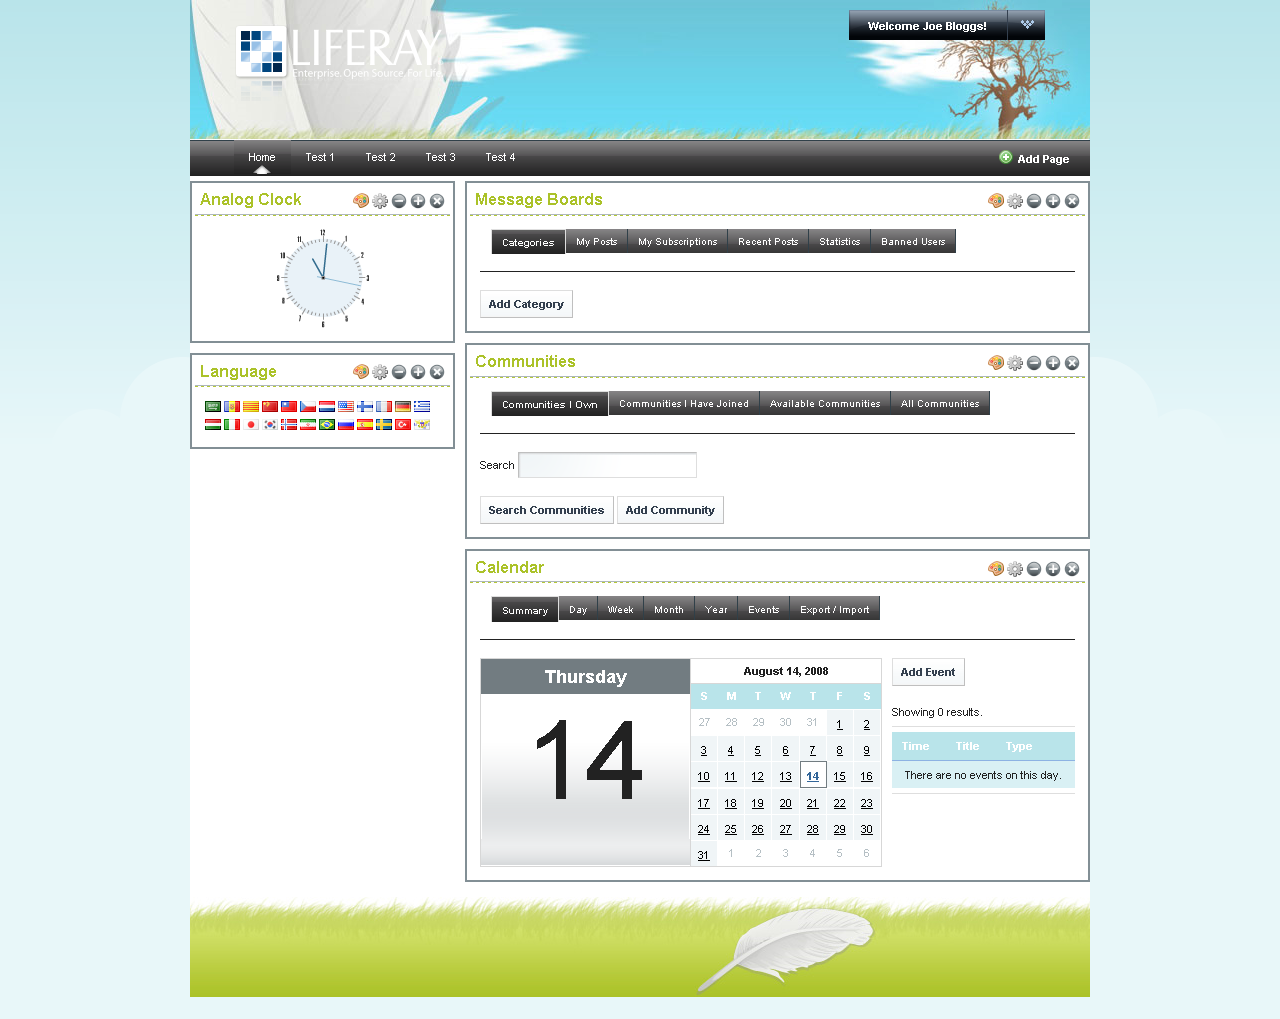 LIFERAY
Enterprise. Open Source. For Life.
Welcome Joe Bloggs!
Home Test 1 Test 2 Test 3 Test 4 Add Page
Analog Clock
12 1 2 3 4 5 6 7 8 9 10 11
Language
Message Boards
Categories My Posts My Subscriptions Recent Posts Statistics Banned Users
Add Category
Communities
Communities I Own Communities I Have Joined Available Communities All Communities
Search
Search Communities Add Community
Calendar
Summary Day Week Month Year Events Export / Import
Thursday
14
August 14, 2008
S M T W T F S
27 28 29 30 31 1 2
3 4 5 6 7 8 9
10 11 12 13 14 15 16
17 18 19 20 21 22 23
24 25 26 27 28 29 30
31 1 2 3 4 5 6
Add Event
Showing 0 results.
Time Title Type
There are no events on this day.